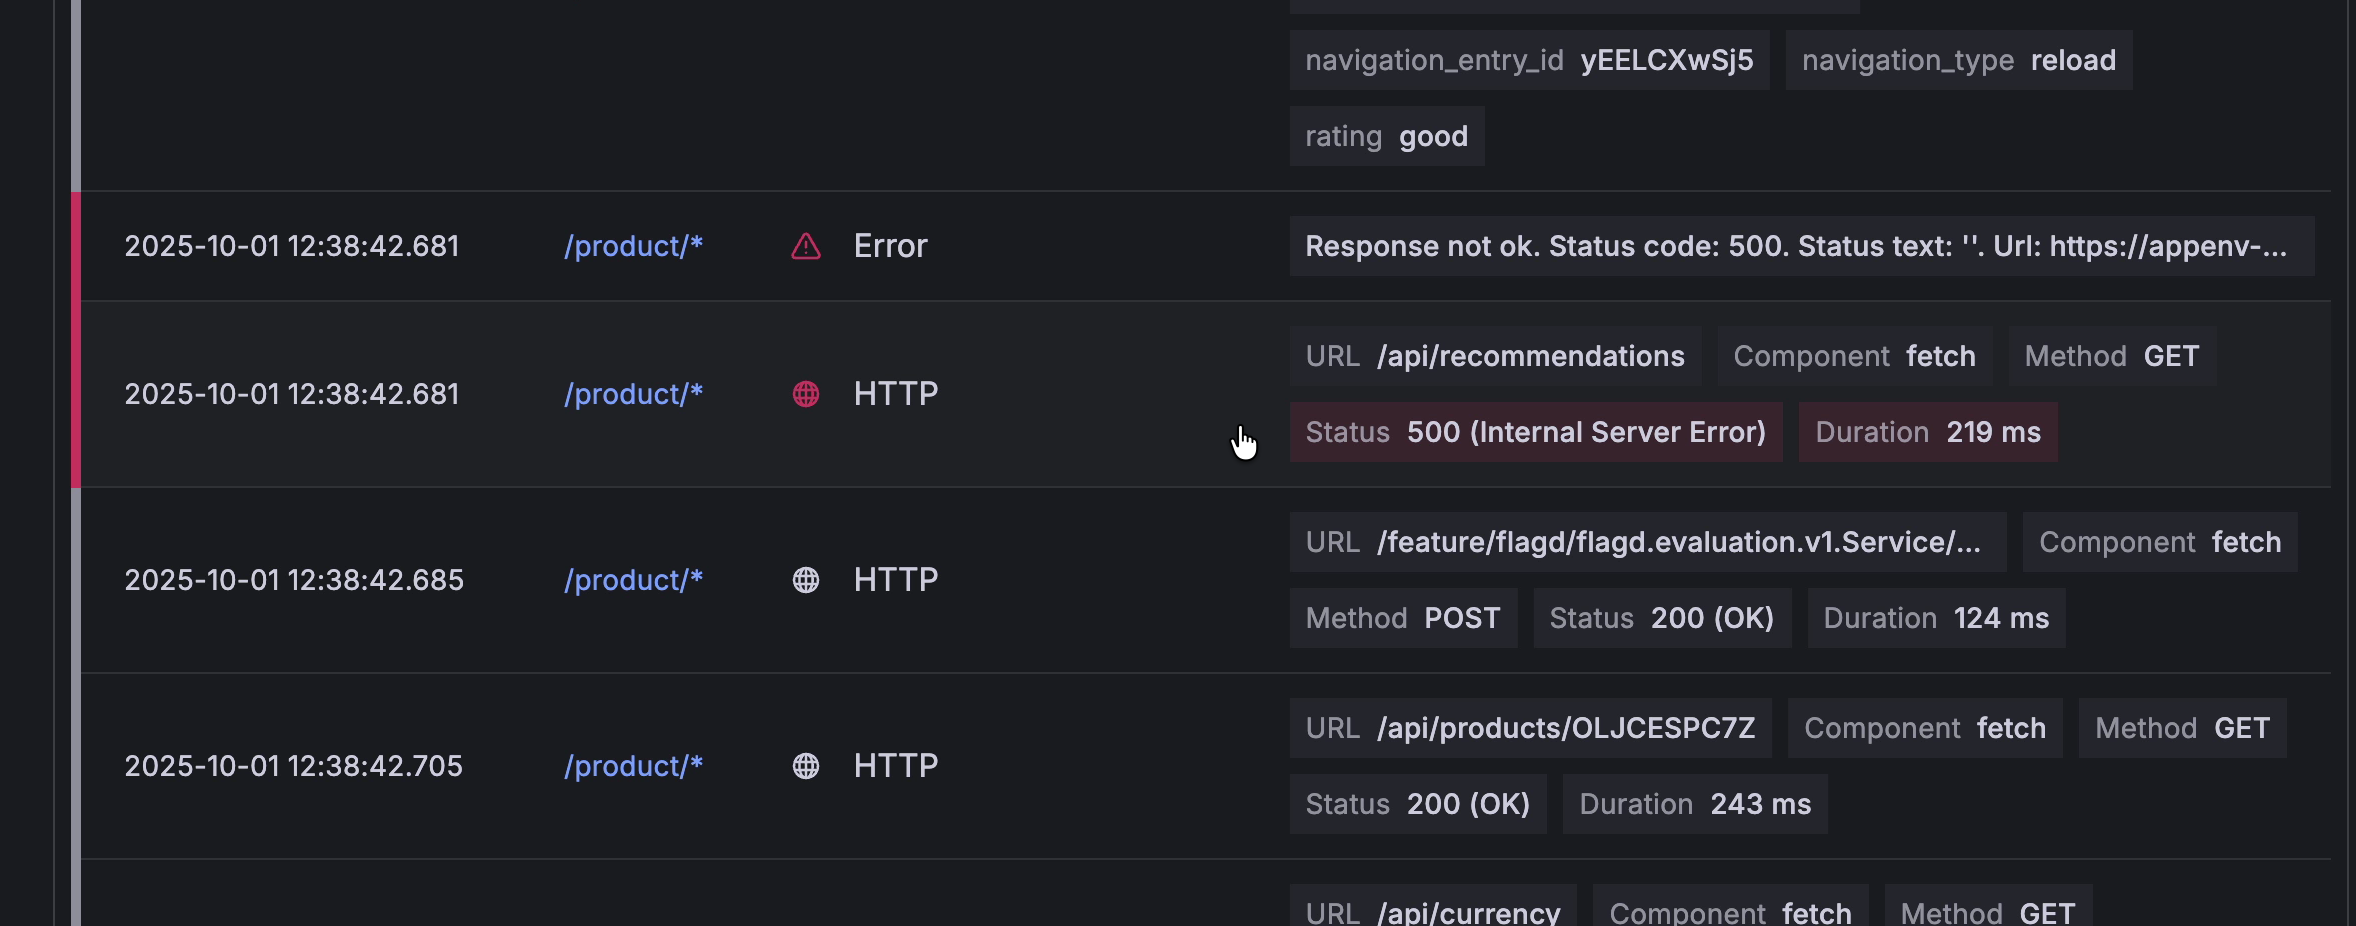 navigation_entry_id yEELCXwSj5 navigation_type reload
rating good
2025-10-01 12:38:42.681 /product/* Error Response not ok. Status code: 500. Status text: ''. Url: https://appenv-...
URL /api/recommendations Component fetch Method GET
2025-10-01 12:38:42.681 /product/* HTTP
Status 500 (Internal Server Error) Duration 219 ms
URL /feature/flagd/flagd.evaluation.v1.Service/... Component fetch
2025-10-01 12:38:42.685 /product/* HTTP
Method POST Status 200 (OK) Duration 124 ms
URL /api/products/OLJCESPC7Z Component fetch Method GET
2025-10-01 12:38:42.705 /product/* HTTP
Status 200 (OK) Duration 243 ms
URL /api/currency Component fetch Method GET